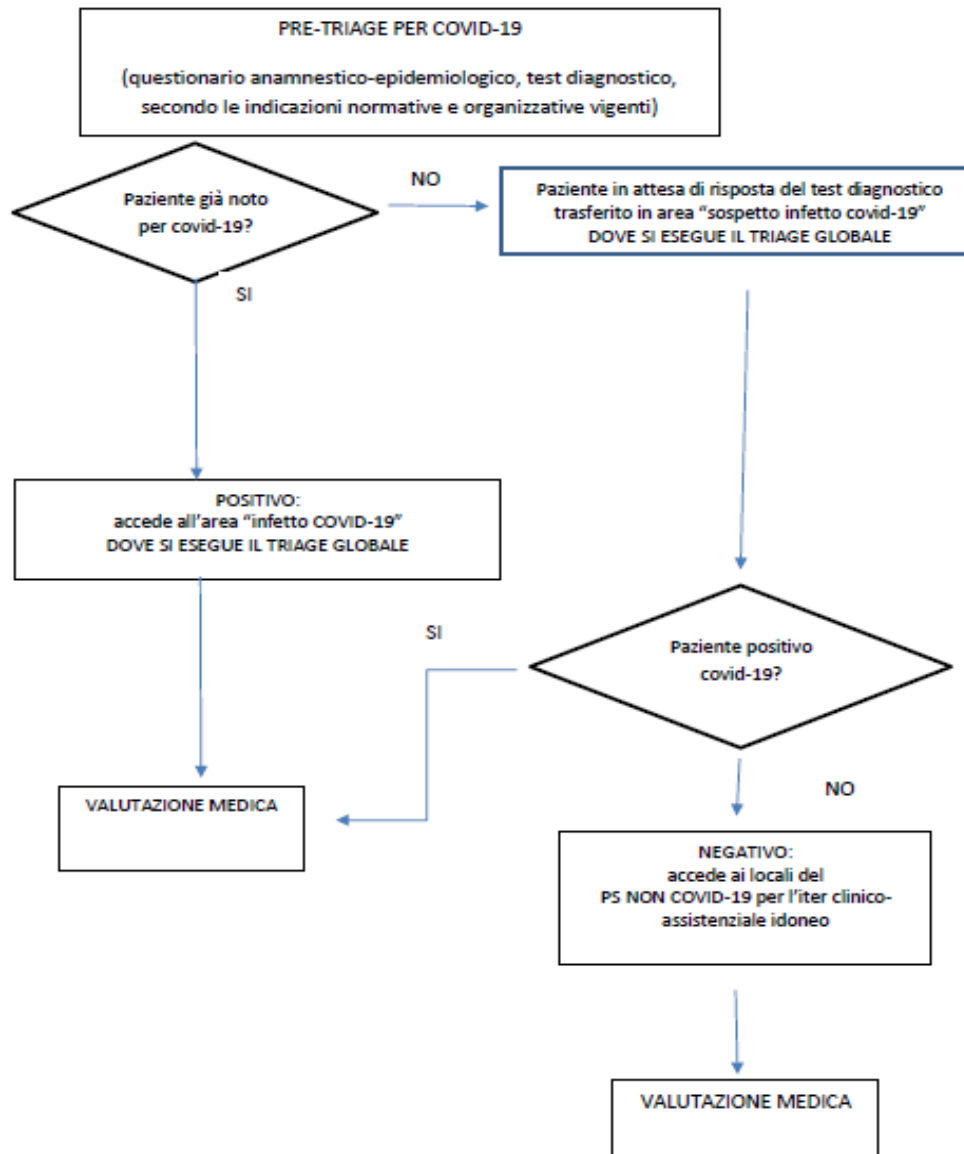 PRE-TRIAGE PER COVID-19
(questionario anamnestico-epidemiologico, test diagnostico,
secondo le indicazioni normative e organizzative vigenti)
Paziente già noto
per covid-19?
NO
Paziente in attesa di risposta del test diagnostico
trasferito in area “sospetto infetto covid-19”
DOVE SI ESEGUE IL TRIAGE GLOBALE
SI
POSITIVO:
accede all’area “infetto COVID-19”
DOVE SI ESEGUE IL TRIAGE GLOBALE
SI
Paziente positivo
covid-19?
VALUTAZIONE MEDICA
NO
NEGATIVO:
accede ai locali del
PS NON COVID-19 per l’iter clinico-
assistenziale idoneo
VALUTAZIONE MEDICA